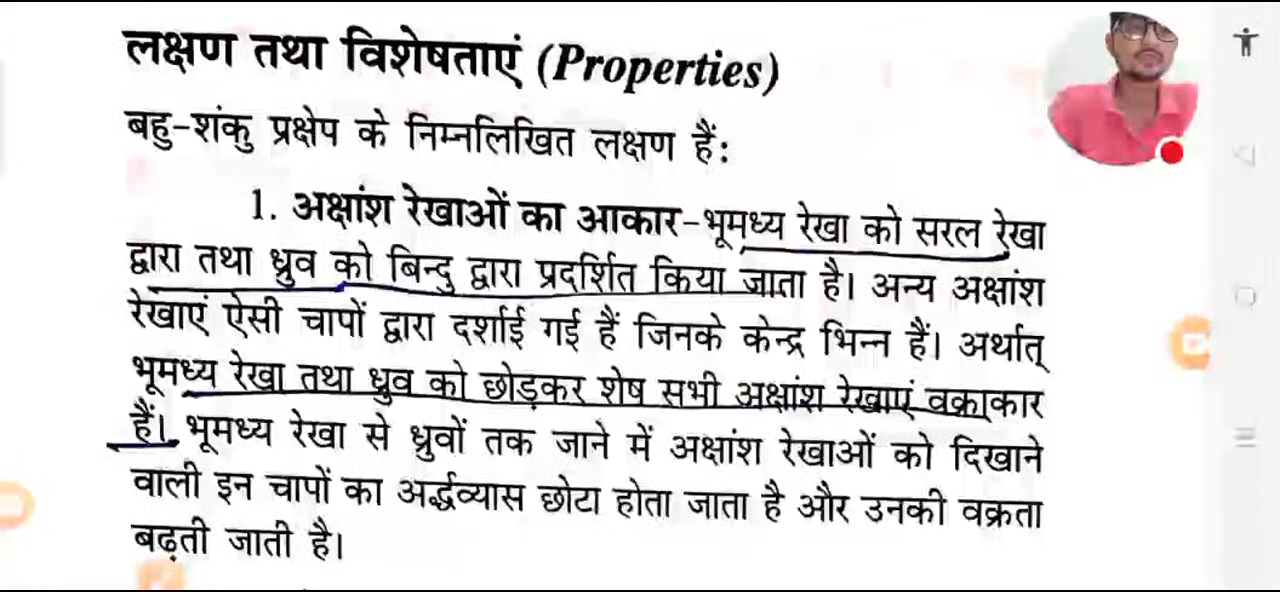 लक्षण तथा विशेषताएं (Properties)
बहु-शंकु प्रक्षेप के निम्नलिखित लक्षण हैं:
1. अक्षांश रेखाओं का आकार-भूमध्य रेखा को सरल रेखा
द्वारा तथा ध्रुव को बिन्दु द्वारा प्रदर्शित किया जाता है। अन्य अक्षांश
रेखाएं ऐसी चापों द्वारा दर्शाई गई हैं जिनके केन्द्र भिन्न हैं। अर्थात्
भूमध्य रेखा तथा ध्रुव को छोड़कर शेष सभी अक्षांश रेखाएं वक्राकार
हैं। भूमध्य रेखा से ध्रुवों तक जाने में अक्षांश रेखाओं को दिखाने
वाली इन चापों का अर्द्धव्यास छोटा होता जाता है और उनकी वक्रता
बढ़ती जाती है।